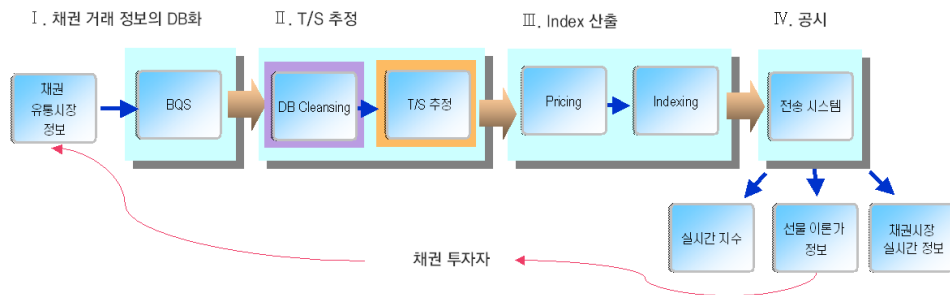 Ⅰ. 채권 거래 정보의 DB화
Ⅱ. T/S 추정
Ⅲ. Index 산출
Ⅳ. 공시
채권
유통시장
정보
BQS
DB Cleansing
T/S 추정
Pricing
Indexing
전송 시스템
실시간 지수
선물 이론가
정보
채권시장
실시간 정보
채권 투자자